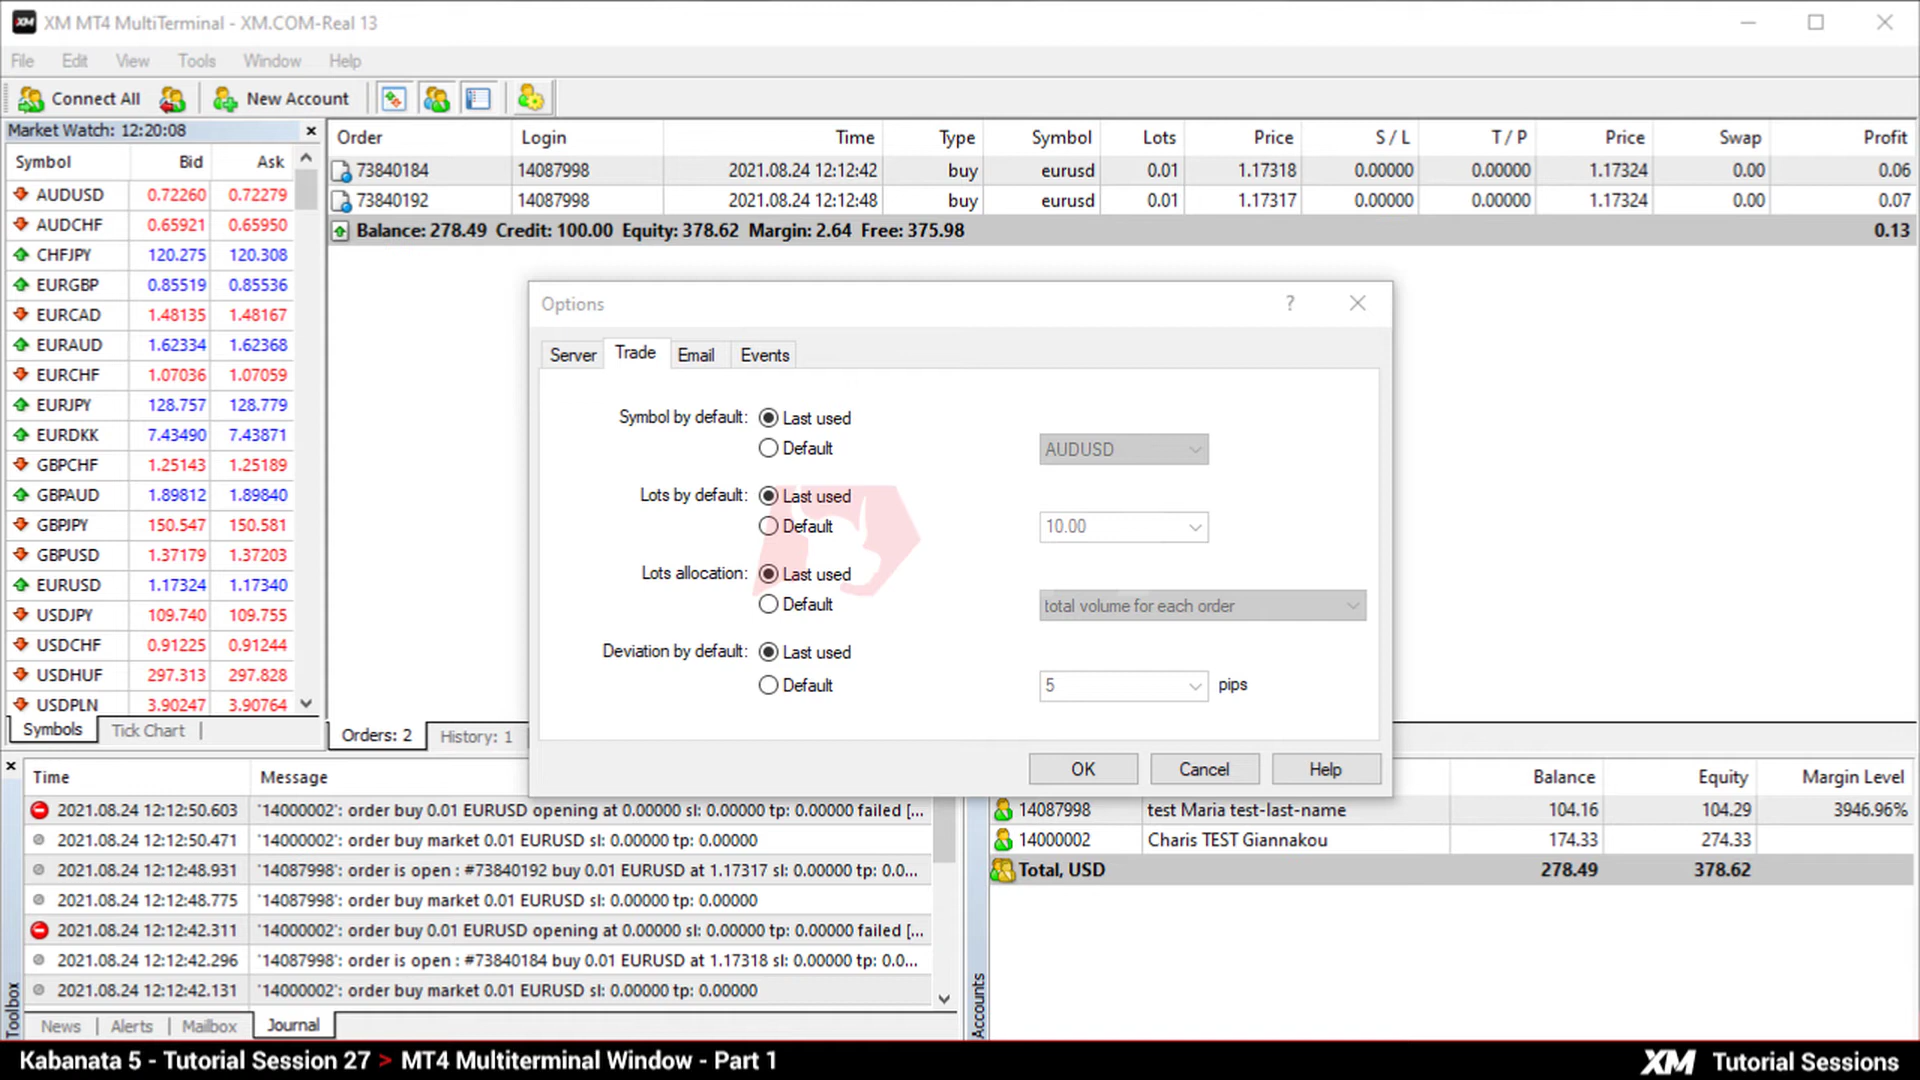 XM MT4 MultiTerminal - XM.COM-Real 13
File Edit View Tools Window Help
Connect All New Account
Market Watch: 12:20:08
Symbol Bid Ask
AUDUSD 0.72260 0.72279
AUDCHF 0.65921 0.65950
CHFJPY 120.275 120.308
EURGBP 0.85519 0.85536
EURCAD 1.48135 1.48167
EURAUD 1.62334 1.62368
EURCHF 1.07036 1.07059
EURJPY 128.757 128.779
EURDKK 7.43490 7.43871
GBPCHF 1.25143 1.25189
GBPAUD 1.89812 1.89840
GBPJPY 150.547 150.581
GBPUSD 1.37179 1.37203
EURUSD 1.17324 1.17340
USDJPY 109.740 109.755
USDCHF 0.91225 0.91244
USDHUF 297.313 297.828
USDPLN 3.90247 3.90764
Symbols Tick Chart
Order Login Time Type Symbol Lots Price S / L T / P Price Swap Profit
73840184 14087998 2021.08.24 12:12:42 buy eurusd 0.01 1.17318 0.00000 0.00000 1.17324 0.00 0.06
73840192 14087998 2021.08.24 12:12:48 buy eurusd 0.01 1.17317 0.00000 0.00000 1.17324 0.00 0.07
Balance: 278.49 Credit: 100.00 Equity: 378.62 Margin: 2.64 Free: 375.98 0.13
Options ?
Server Trade Email Events
Symbol by default: Last used
Default AUDUSD
Lots by default: Last used
Default 10.00
Lots allocation: Last used
Default total volume for each order
Deviation by default: Last used
Default 5 pips
OK Cancel Help
Orders: 2 History: 1
Time Message
2021.08.24 12:12:50.603 '14000002': order buy 0.01 EURUSD opening at 0.00000 sl: 0.00000 tp: 0.00000 failed [...
2021.08.24 12:12:50.471 '14000002': order buy market 0.01 EURUSD sl: 0.00000 tp: 0.00000
2021.08.24 12:12:48.931 '14087998': order is open : #73840192 buy 0.01 EURUSD at 1.17317 sl: 0.00000 tp: 0.0...
2021.08.24 12:12:48.775 '14087998': order buy market 0.01 EURUSD sl: 0.00000 tp: 0.00000
2021.08.24 12:12:42.311 '14000002': order buy 0.01 EURUSD opening at 0.00000 sl: 0.00000 tp: 0.00000 failed [...
2021.08.24 12:12:42.296 '14087998': order is open : #73840184 buy 0.01 EURUSD at 1.17318 sl: 0.00000 tp: 0.0...
2021.08.24 12:12:42.131 '14000002': order buy market 0.01 EURUSD sl: 0.00000 tp: 0.00000
News Alerts Mailbox Journal
Toolbox
Balance Equity Margin Level
14087998 test Maria test-last-name 104.16 104.29 3946.96%
14000002 Charis TEST Giannakou 174.33 274.33
Total, USD 278.49 378.62
Accounts
Kabanata 5 - Tutorial Session 27 > MT4 Multiterminal Window - Part 1
XM Tutorial Sessions